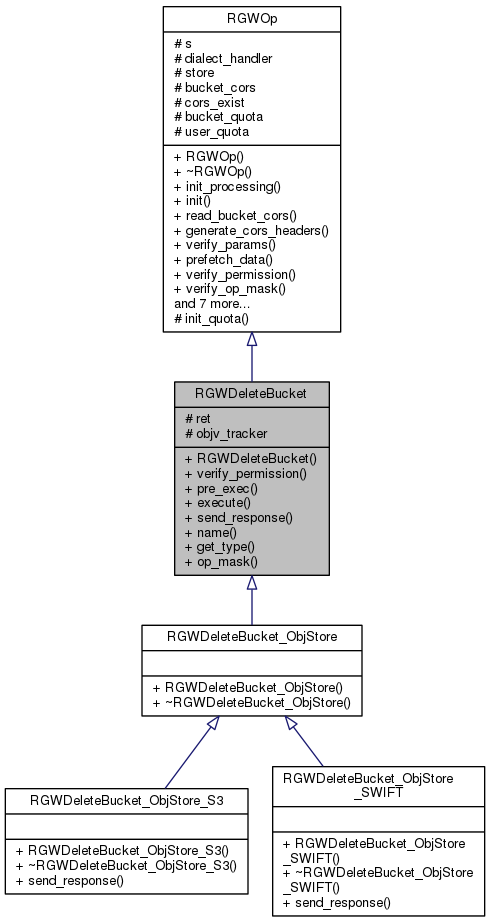 RGWOp
# s
# dialect_handler
# store
# bucket_cors
# cors_exist
# bucket_quota
# user_quota
+ RGWOp()
+ ~RGWOp()
+ init_processing()
+ init()
+ read_bucket_cors()
+ generate_cors_headers()
+ verify_params()
+ prefetch_data()
+ verify_permission()
+ verify_op_mask()
and 7 more...
# init_quota()
RGWDeleteBucket
# ret
# objv_tracker
+ RGWDeleteBucket()
+ verify_permission()
+ pre_exec()
+ execute()
+ send_response()
+ name()
+ get_type()
+ op_mask()
RGWDeleteBucket_ObjStore
+ RGWDeleteBucket_ObjStore()
+ ~RGWDeleteBucket_ObjStore()
RGWDeleteBucket_ObjStore_S3
+ RGWDeleteBucket_ObjStore_S3()
+ ~RGWDeleteBucket_ObjStore_S3()
+ send_response()
RGWDeleteBucket_ObjStore
_SWIFT
+ RGWDeleteBucket_ObjStore
_SWIFT()
+ ~RGWDeleteBucket_ObjStore
_SWIFT()
+ send_response()